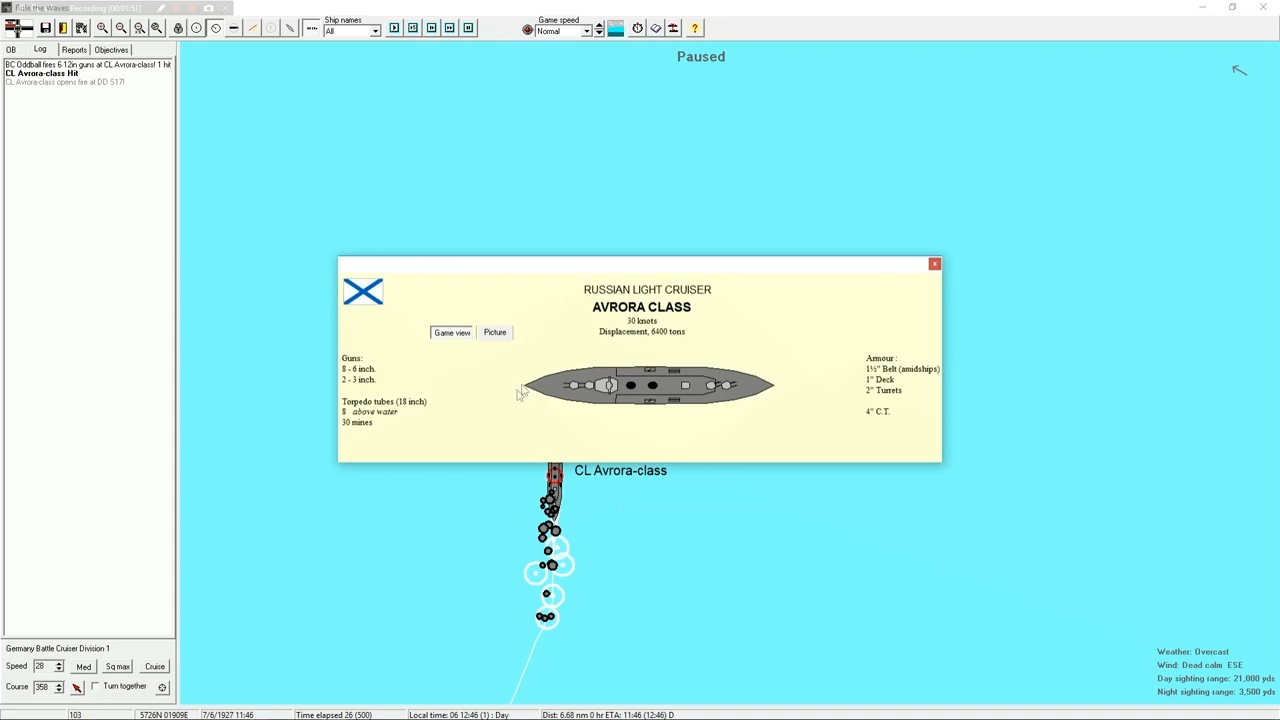 Rule the Waves
Recording [00:01:51]
Ship names
All
Game speed
Normal
OB Log Reports Objectives
BC Oddball fires 6 12in guns at CL Avrora-class! 1 hit
CL Avrora-class Hit
CL Avrora-class opens fire at DD S17!
Paused
x
RUSSIAN LIGHT CRUISER
AVRORA CLASS
30 knots
Displacement, 6400 tons
Game view Picture
Guns:
8 - 6 inch.
2 - 3 inch.
Torpedo tubes (18 inch)
8 above water
30 mines
Armour :
1½" Belt (amidships)
1" Deck
2" Turrets
4" C.T.
CL Avrora-class
Germany Battle Cruiser Division 1
Speed 28 Med Sq max Cruise
Course 358 Turn together
Weather: Overcast
Wind: Dead calm ESE
Day sighting range: 21,000 yds
Night sighting range: 3,500 yds
103 5726N 01909E 7/6/1927 11:46 Time elapsed 26 (500) Local time: 06 12:46 (1) : Day Dist: 6.68 nm 0 hr ETA: 11:46 (12:46) D